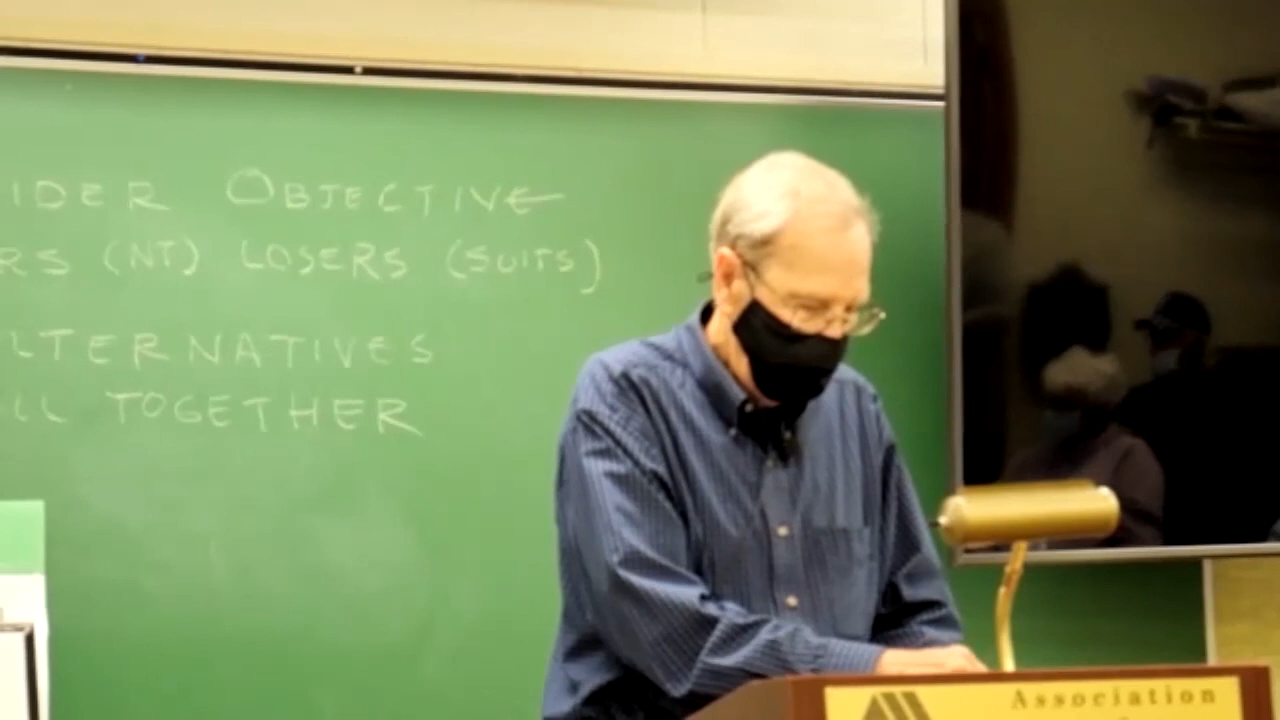 IDER OBJECTIVE
RS (NT) LOSERS (SUITS)
LTERNATIVES
LL TOGETHER
Association